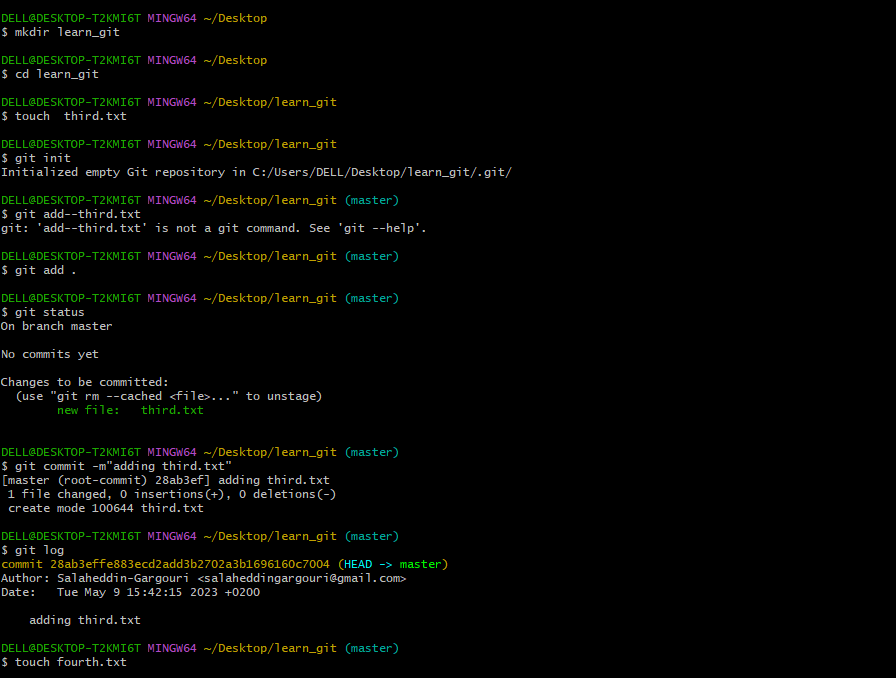 DELL@DESKTOP-T2KMI6T MINGW64 ~/Desktop
$ mkdir learn_git
DELL@DESKTOP-T2KMI6T MINGW64 ~/Desktop
$ cd learn_git
DELL@DESKTOP-T2KMI6T MINGW64 ~/Desktop/learn_git
$ touch  third.txt
DELL@DESKTOP-T2KMI6T MINGW64 ~/Desktop/learn_git
$ git init
Initialized empty Git repository in C:/Users/DELL/Desktop/learn_git/.git/
DELL@DESKTOP-T2KMI6T MINGW64 ~/Desktop/learn_git (master)
$ git add--third.txt
git: 'add--third.txt' is not a git command. See 'git --help'.
DELL@DESKTOP-T2KMI6T MINGW64 ~/Desktop/learn_git (master)
$ git add .
DELL@DESKTOP-T2KMI6T MINGW64 ~/Desktop/learn_git (master)
$ git status
On branch master
No commits yet
Changes to be committed:
  (use "git rm --cached <file>..." to unstage)
        new file:   third.txt
DELL@DESKTOP-T2KMI6T MINGW64 ~/Desktop/learn_git (master)
$ git commit -m"adding third.txt"
[master (root-commit) 28ab3ef] adding third.txt
 1 file changed, 0 insertions(+), 0 deletions(-)
 create mode 100644 third.txt
DELL@DESKTOP-T2KMI6T MINGW64 ~/Desktop/learn_git (master)
$ git log
commit 28ab3effe883ecd2add3b2702a3b1696160c7004 (HEAD -> master)
Author: Salaheddin-Gargouri <salaheddingargouri@gmail.com>
Date:   Tue May 9 15:42:15 2023 +0200
    adding third.txt
DELL@DESKTOP-T2KMI6T MINGW64 ~/Desktop/learn_git (master)
$ touch fourth.txt